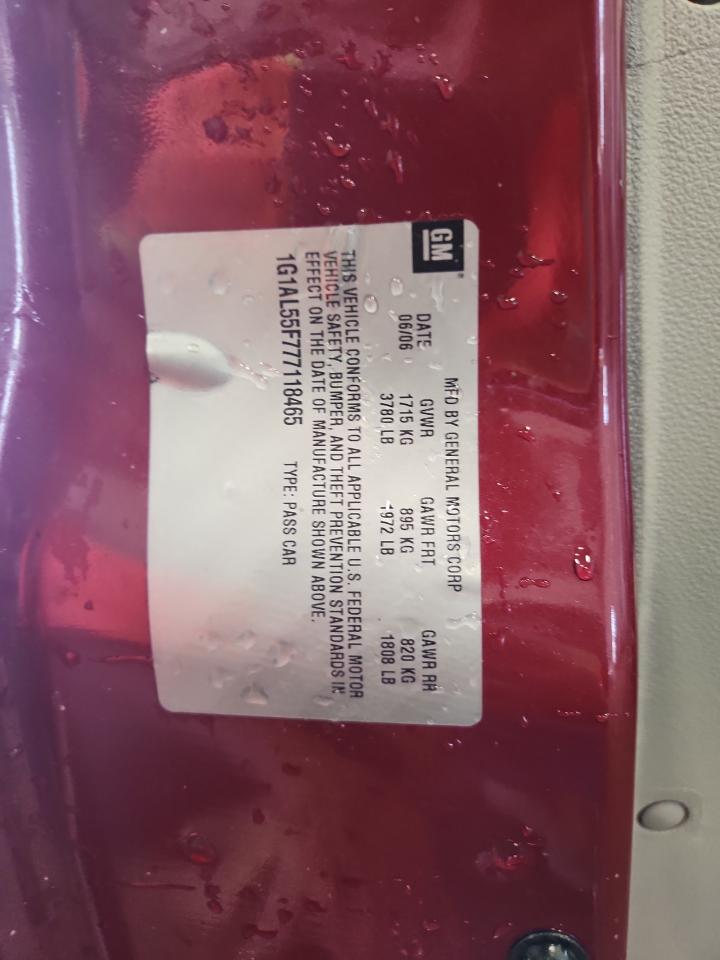 GM®
MFD BY GENERAL MOTORS CORP
DATE GVWR GAWR FRT GAWR RR
06/06 1715 KG 895 KG 820 KG
3780 LB 1972 LB 1808 LB
THIS VEHICLE CONFORMS TO ALL APPLICABLE U.S. FEDERAL MOTOR
VEHICLE SAFETY, BUMPER, AND THEFT PREVENTION STANDARDS IN
EFFECT ON THE DATE OF MANUFACTURE SHOWN ABOVE.
1G1AL55F777118465 TYPE: PASS CAR